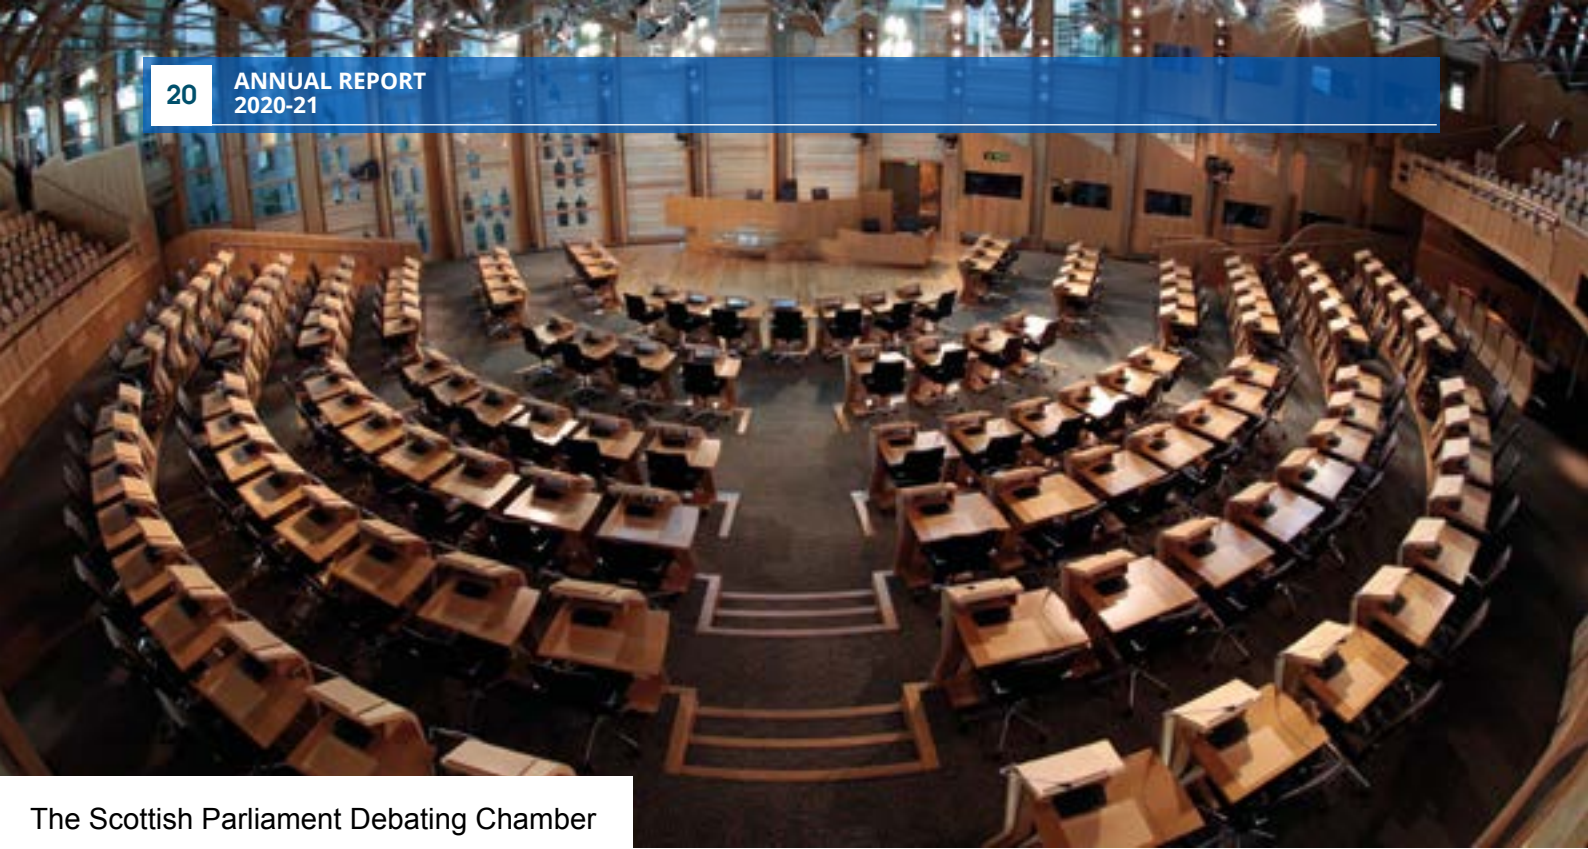 20
ANNUAL REPORT
2020-21
The Scottish Parliament Debating Chamber